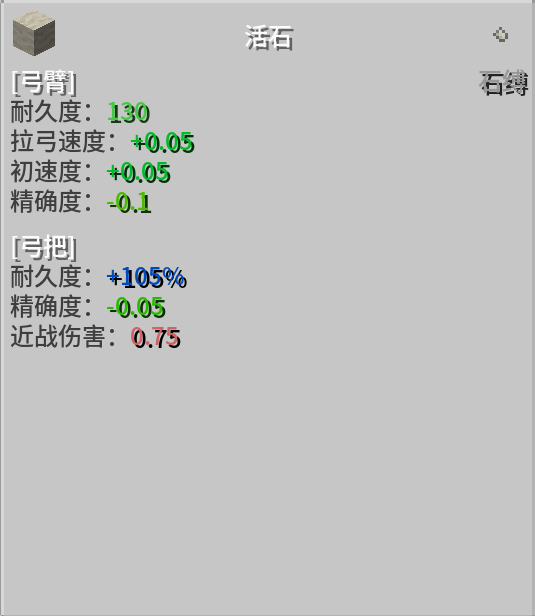 活石
[弓臂]
石缚
耐久度：130
拉弓速度：+0.05
初速度：+0.05
精确度：-0.1
[弓把]
耐久度：+105%
精确度：-0.05
近战伤害：0.75